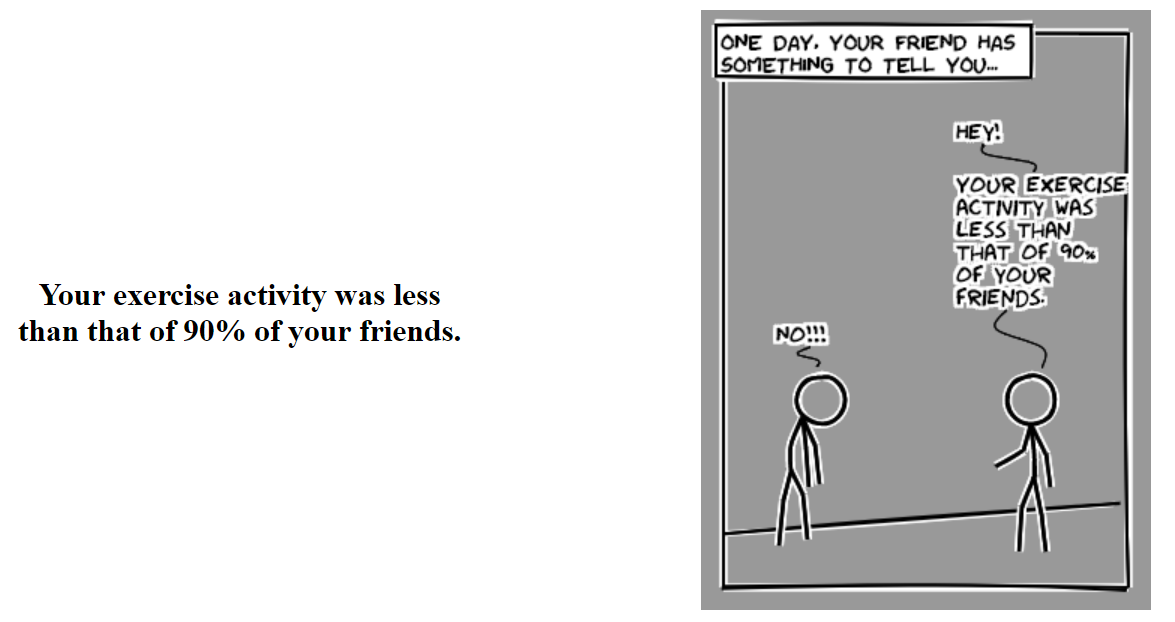 Your exercise activity was less
than that of 90% of your friends.
ONE DAY, YOUR FRIEND HAS
SOMETHING TO TELL YOU...
HEY!
YOUR EXERCISE
ACTIVITY WAS
LESS THAN
THAT OF 90%
OF YOUR
FRIENDS.
NO!!!